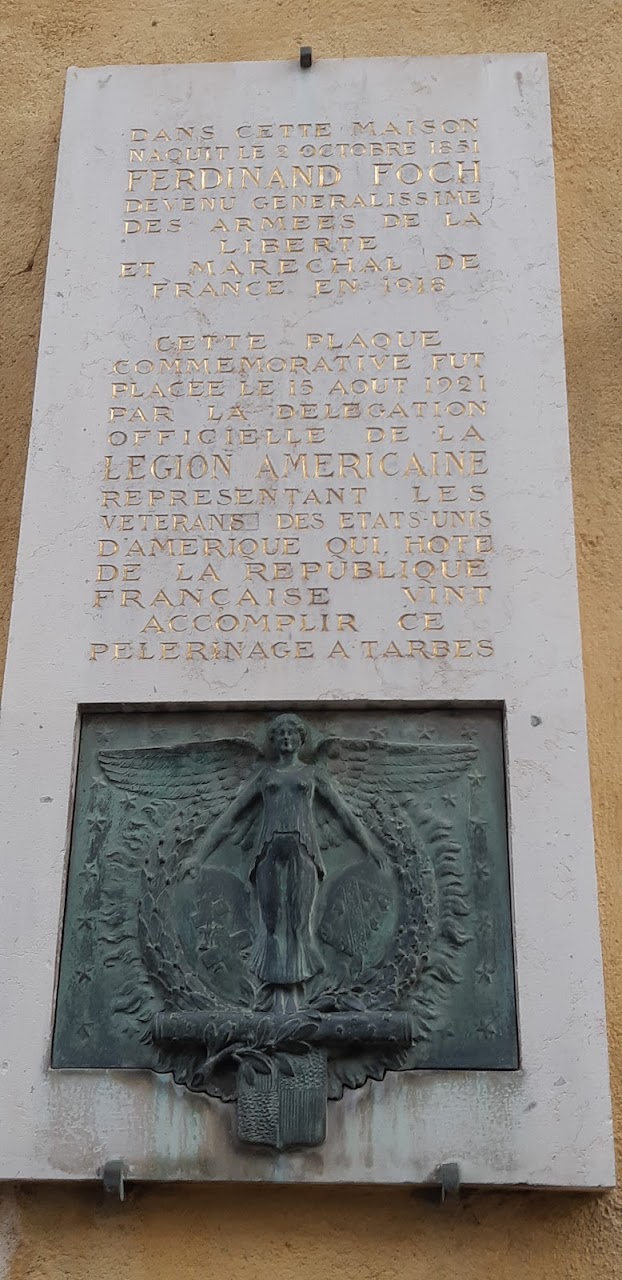 DANS CETTE MAISON
NAQUIT LE 2 OCTOBRE 1851
FERDINAND FOCH
DEVENU GENERALISSIME
DES ARMEES DE LA
LIBERTE
ET MARECHAL DE
FRANCE EN 1918
CETTE PLAQUE
COMMEMORATIVE FUT
PLACEE LE 15 AOUT 1921
PAR LA DELEGATION
OFFICIELLE DE LA
LEGION AMERICAINE
REPRESENTANT LES
VETERANS DES ETATS-UNIS
D'AMERIQUE QUI, HOTE
DE LA REPUBLIQUE
FRANÇAISE VINT
ACCOMPLIR CE
PELERINAGE A TARBES